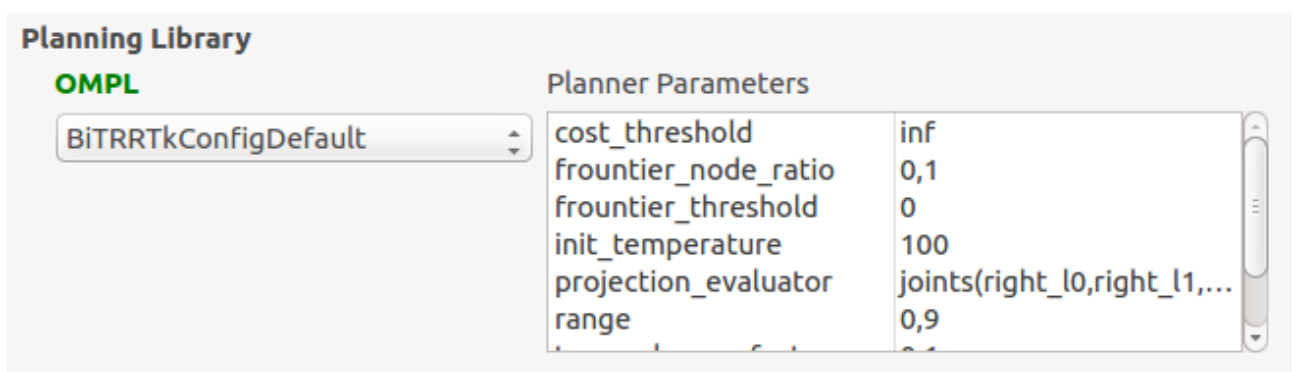 Planning Library
OMPL
Planner Parameters
BiTRRTkConfigDefault
cost_threshold inf
frountier_node_ratio 0,1
frountier_threshold 0
init_temperature 100
projection_evaluator joints(right_l0,right_l1,...
range 0,9